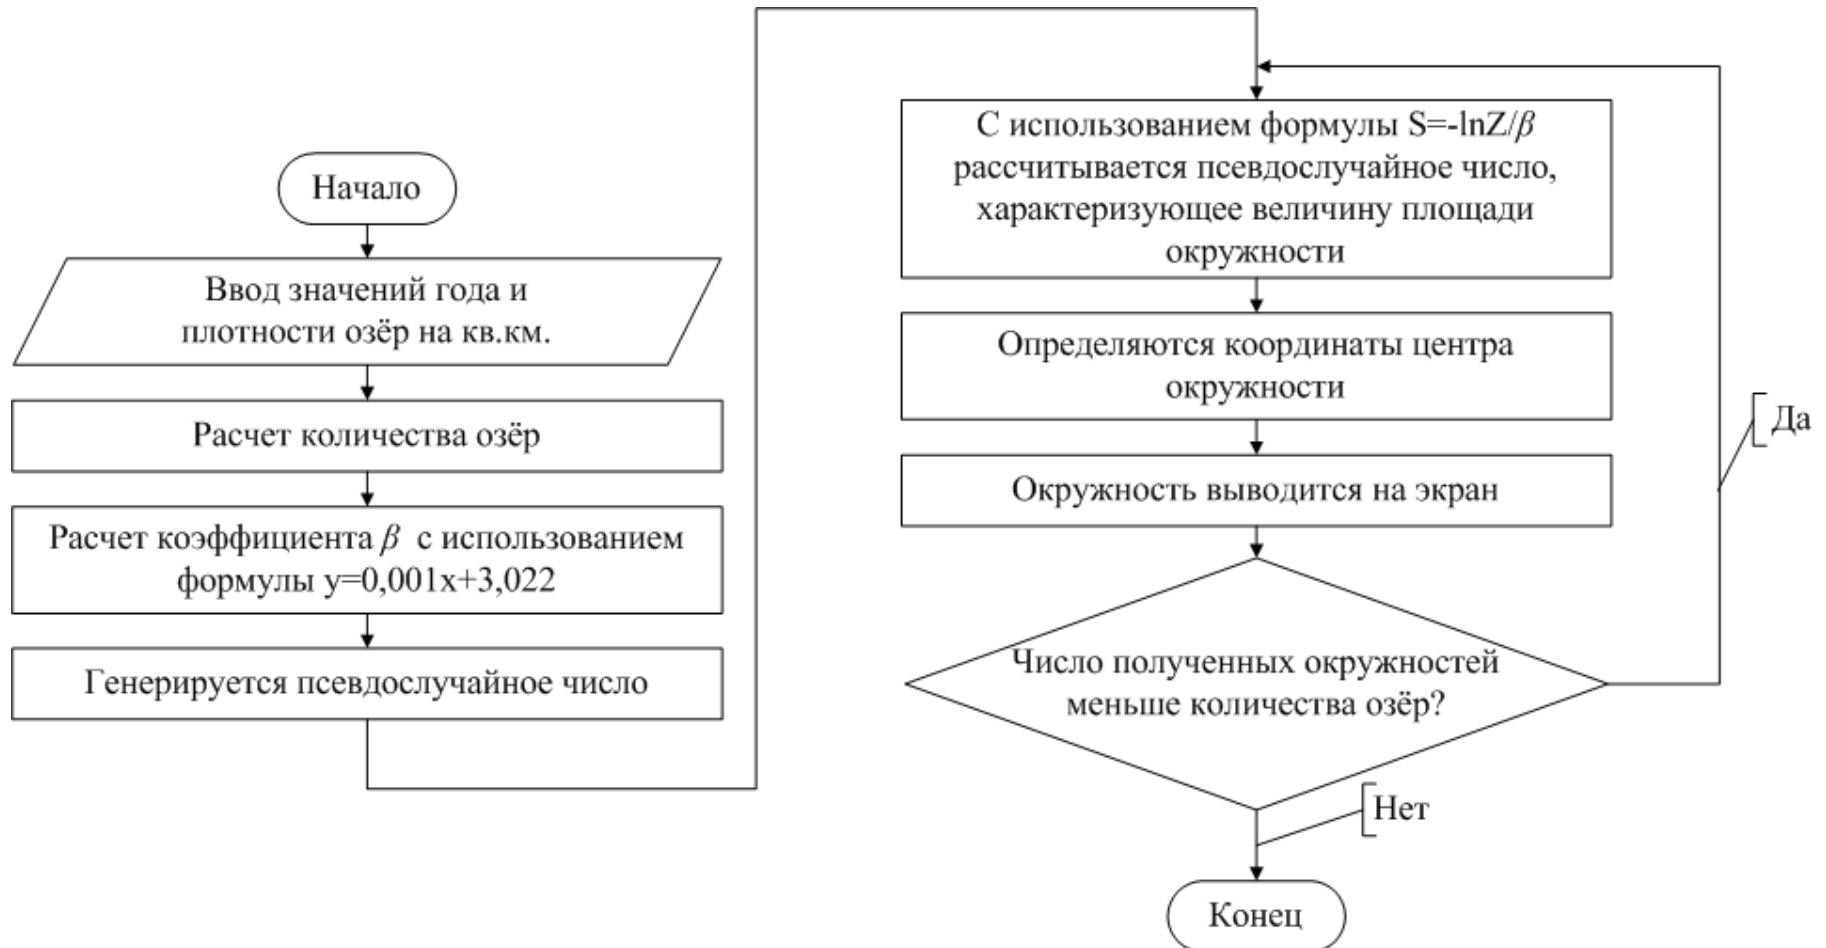 Начало
Ввод значений года и
плотности озёр на кв.км.
Расчет количества озёр
Расчет коэффициента β с использованием
формулы y=0,001x+3,022
Генерируется псевдослучайное число
С использованием формулы S=-lnZ/β
рассчитывается псевдослучайное число,
характеризующее величину площади
окружности
Определяются координаты центра
окружности
Окружность выводится на экран
Число полученных окружностей
меньше количества озёр?
Да
Нет
Конец